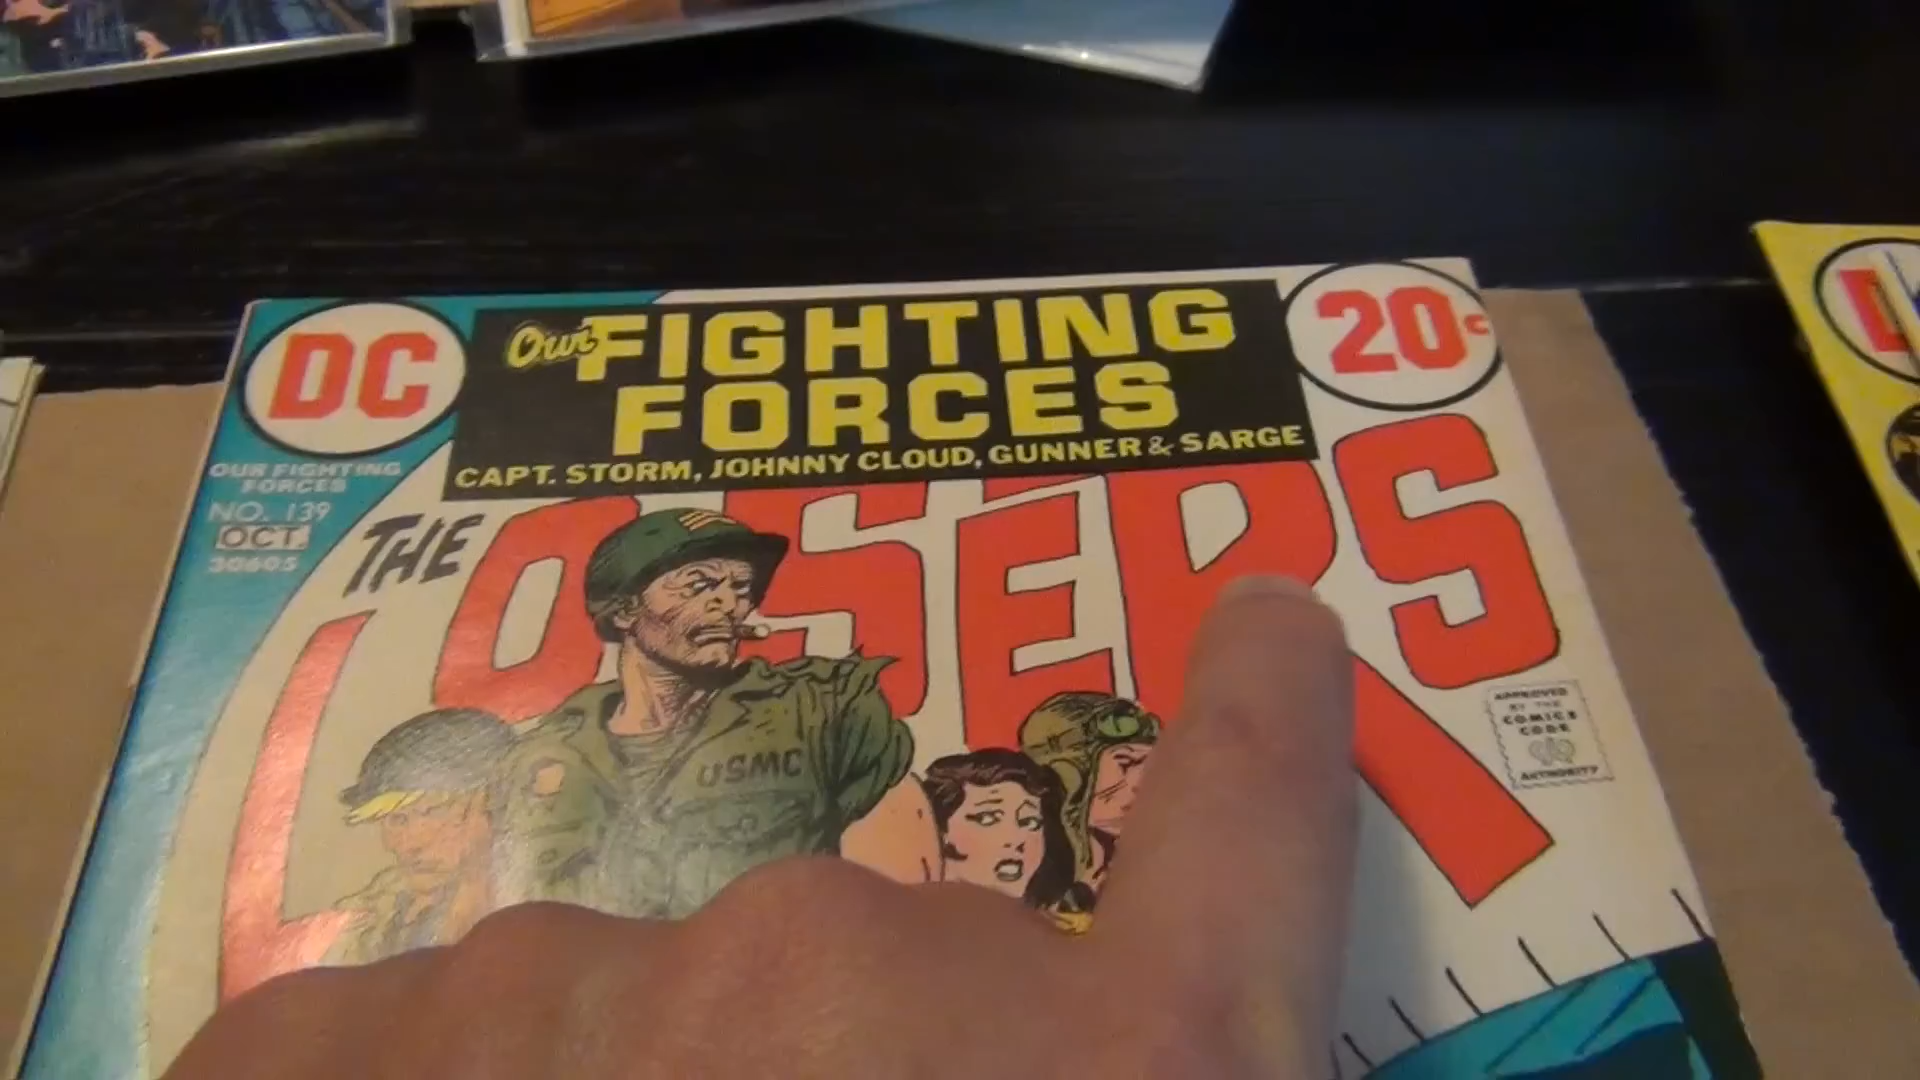 DC
Our FIGHTING
FORCES
CAPT. STORM, JOHNNY CLOUD, GUNNER & SARGE
20c
OUR FIGHTING
FORCES
NO. 139
OCT.
30605
THE
LOSERS
USMC
APPROVED
BY THE
COMICS
CODE
AUTHORITY